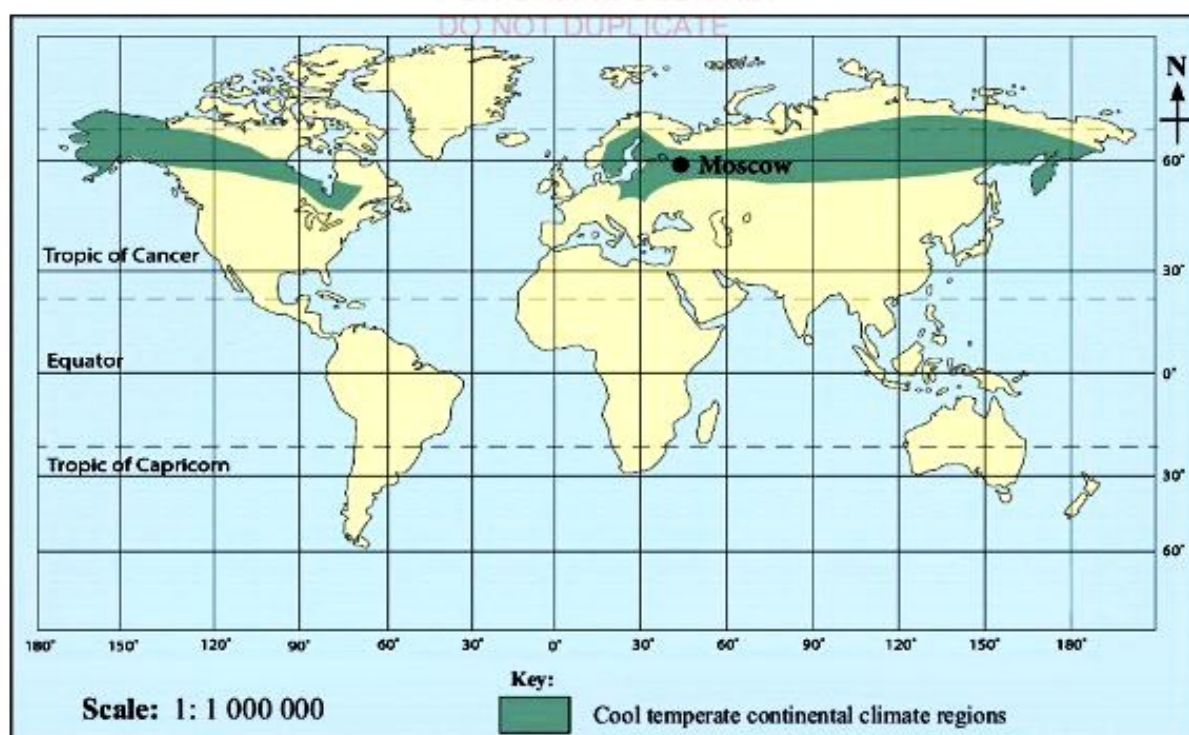 DO NOT DUPLICATE
N
60°
Moscow
Tropic of Cancer
30°
Equator
0°
Tropic of Capricorn
30°
60°
180° 150° 120° 90° 60° 30° 0° 30° 60° 90° 120° 150° 180°
Key:
Scale: 1: 1 000 000
Cool temperate continental climate regions